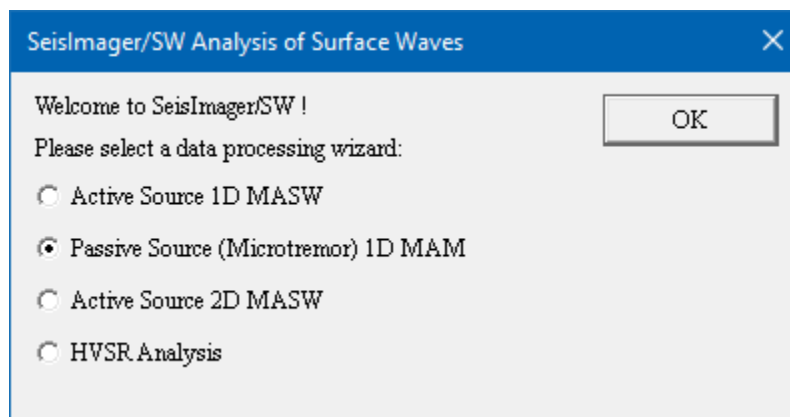 SeisImager/SW Analysis of Surface Waves
Welcome to SeisImager/SW !
OK
Please select a data processing wizard:
Active Source 1D MASW
Passive Source (Microtremor) 1D MAM
Active Source 2D MASW
HVSR Analysis